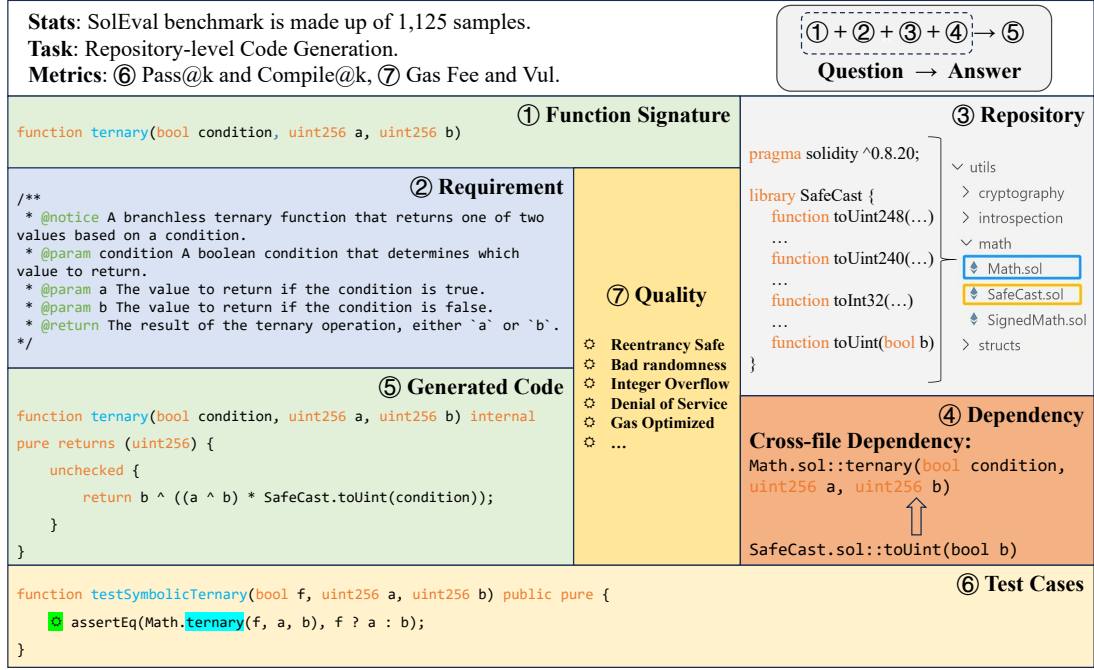 Stats: SolEval benchmark is made up of 1,125 samples.
Task: Repository-level Code Generation.
Metrics: ⑥ Pass@k and Compile@k, ⑦ Gas Fee and Vul.
① + ② + ③ + ④ → ⑤
Question → Answer
① Function Signature
function ternary(bool condition, uint256 a, uint256 b)
② Requirement
/**
* @notice A branchless ternary function that returns one of two
values based on a condition.
* @param condition A boolean condition that determines which
value to return.
* @param a The value to return if the condition is true.
* @param b The value to return if the condition is false.
* @return The result of the ternary operation, either `a` or `b`.
*/
③ Repository
pragma solidity ^0.8.20;
library SafeCast {
function toUint248(…)
…
function toUint240(…)
…
function toInt32(…)
…
function toUint(bool b)
}
utils
cryptography
introspection
math
Math.sol
SafeCast.sol
SignedMath.sol
structs
④ Dependency
Cross-file Dependency:
Math.sol::ternary(bool condition,
uint256 a, uint256 b)
SafeCast.sol::toUint(bool b)
⑤ Generated Code
function ternary(bool condition, uint256 a, uint256 b) internal
pure returns (uint256) {
unchecked {
return b ^ ((a ^ b) * SafeCast.toUint(condition));
}
}
⑦ Quality
Reentrancy Safe
Bad randomness
Integer Overflow
Denial of Service
Gas Optimized
…
⑥ Test Cases
function testSymbolicTernary(bool f, uint256 a, uint256 b) public pure {
assertEq(Math.ternary(f, a, b), f ? a : b);
}